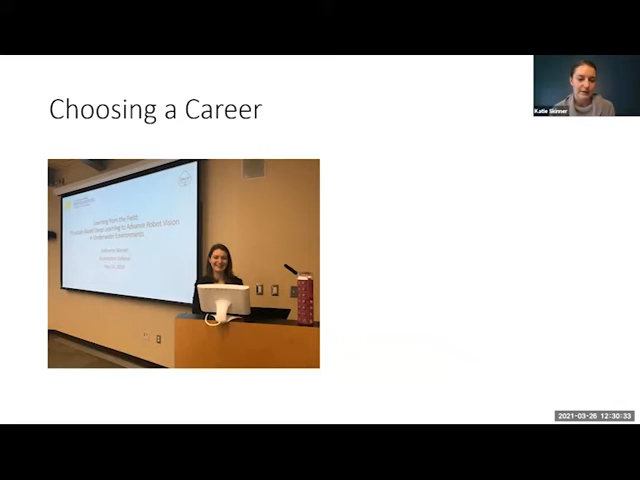 Choosing a Career
Katie Skinner
Learning from the Field:
Physics-Based Deep Learning to Advance Robot Vision
in Underwater Environments
2021-03-26 12:30:33